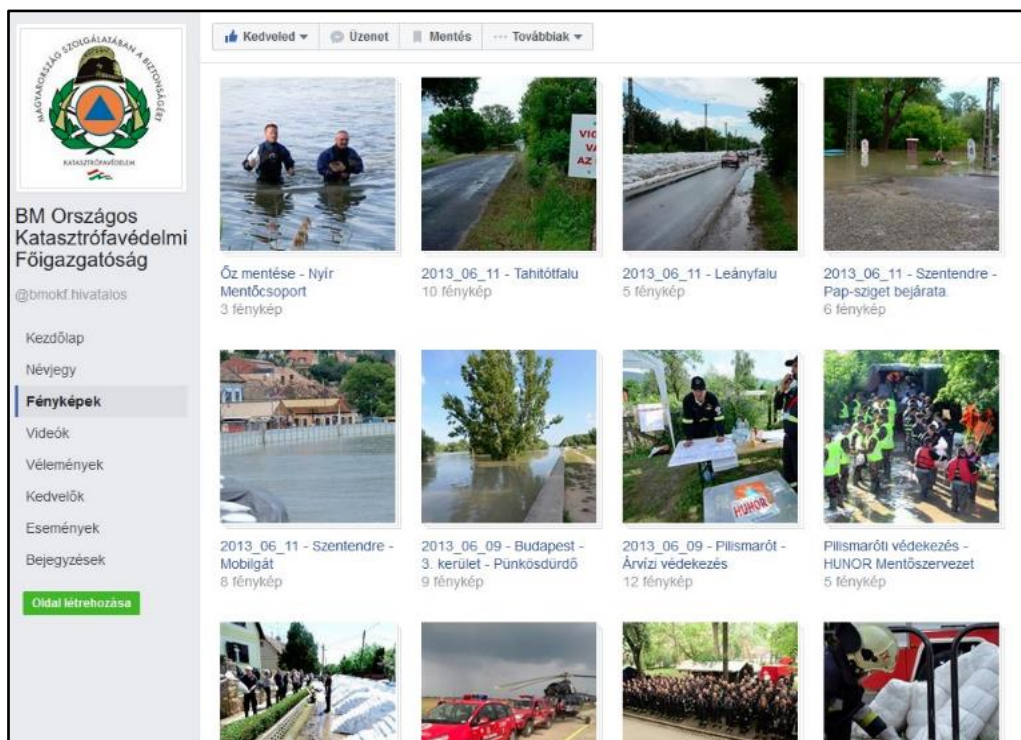 MAGYARORSZÁG SZOLGÁLATÁBAN A BIZTONSÁGÉRT
KATASZTRÓFAVÉDELEM
BM Országos
Katasztrófavédelmi
Főigazgatóság
@bmokf.hivatalos
Kezdőlap
Névjegy
Fényképek
Videók
Vélemények
Kedvelők
Események
Bejegyzések
Oldal létrehozása
Kedveled
Üzenet
Mentés
Továbbiak
VA
AZ
Őz mentése - Nyír
Mentőcsoport
3 fénykép
2013_06_11 - Tahitótfalu
10 fénykép
2013_06_11 - Leányfalu
5 fénykép
2013_06_11 - Szentendre -
Pap-sziget bejárata.
6 fénykép
HUNOR
2013_06_11 - Szentendre -
Mobilgát
8 fénykép
2013_06_09 - Budapest -
3. kerület - Pünkösdürdő
9 fénykép
2013_06_09 - Pilismarót -
Árvízi védekezés
12 fénykép
Pilismaróti védekezés -
HUNOR Mentőszervezet
5 fénykép